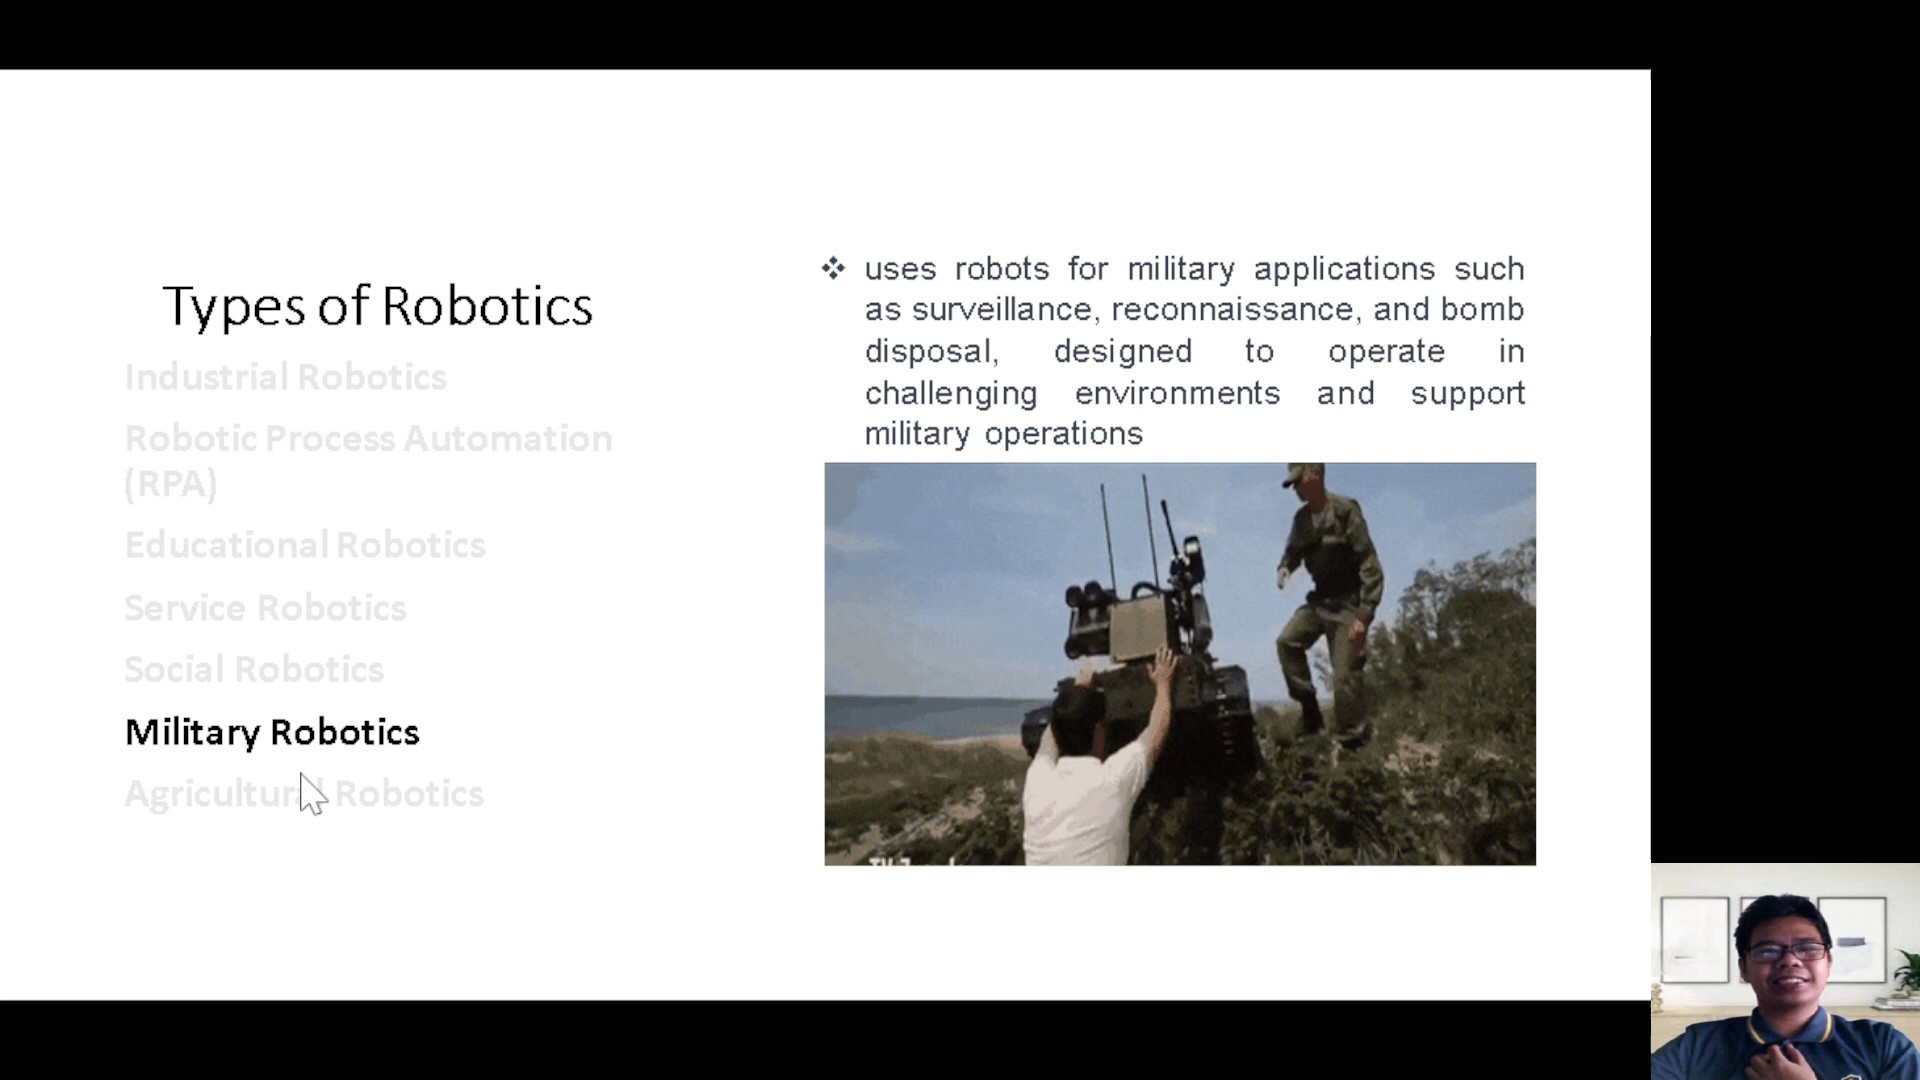 Types of Robotics
Industrial Robotics
Robotic Process Automation
(RPA)
Educational Robotics
Service Robotics
Social Robotics
Military Robotics
Agricultural Robotics
❖ uses robots for military applications such
as surveillance, reconnaissance, and bomb
disposal, designed to operate in
challenging environments and support
military operations